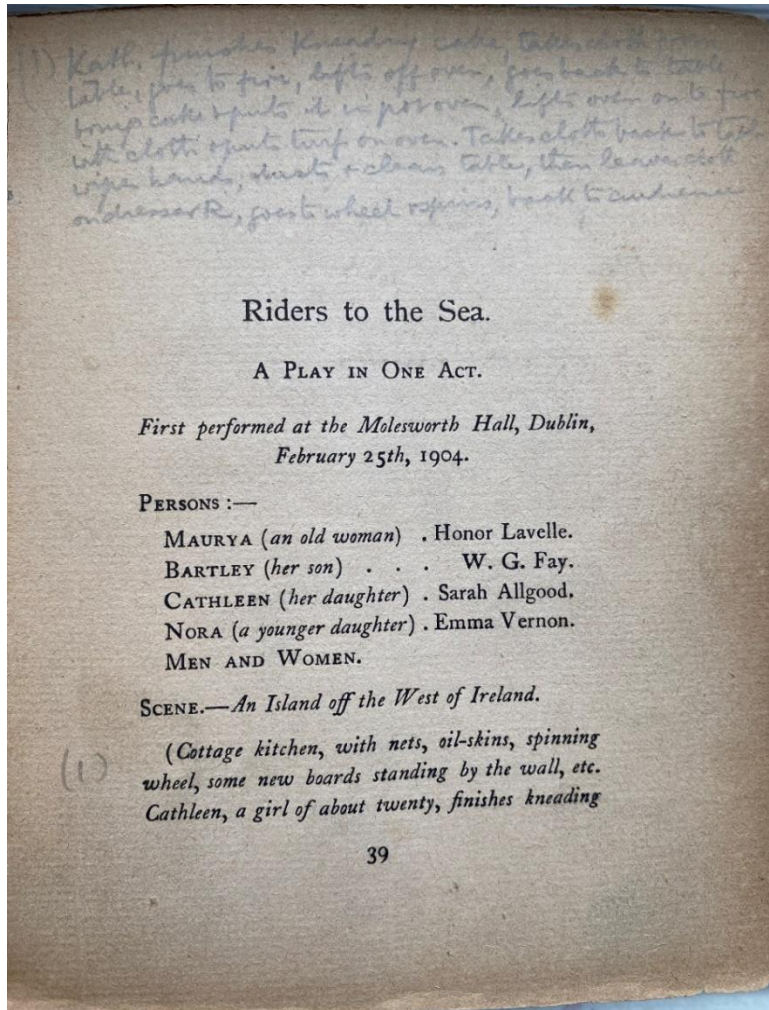 (1) Kath. finishes kneading cake, takes cloth from
table, goes to fire, lifts off oven, goes back to table,
brings cake & puts it in pot oven, lifts oven on to fire
with cloth & puts turf on oven. Takes cloth back to table
wipes hands, dusts & cleans table, then leaves cloth
on dresser R, goes to wheel & spins, back to audience
Riders to the Sea.
A Play in One Act.
First performed at the Molesworth Hall, Dublin,
February 25th, 1904.
Persons :—
Maurya (an old woman) . Honor Lavelle.
Bartley (her son) . . . W. G. Fay.
Cathleen (her daughter) . Sarah Allgood.
Nora (a younger daughter) . Emma Vernon.
Men and Women.
Scene.—An Island off the West of Ireland.
(1) (Cottage kitchen, with nets, oil-skins, spinning
wheel, some new boards standing by the wall, etc.
Cathleen, a girl of about twenty, finishes kneading
39